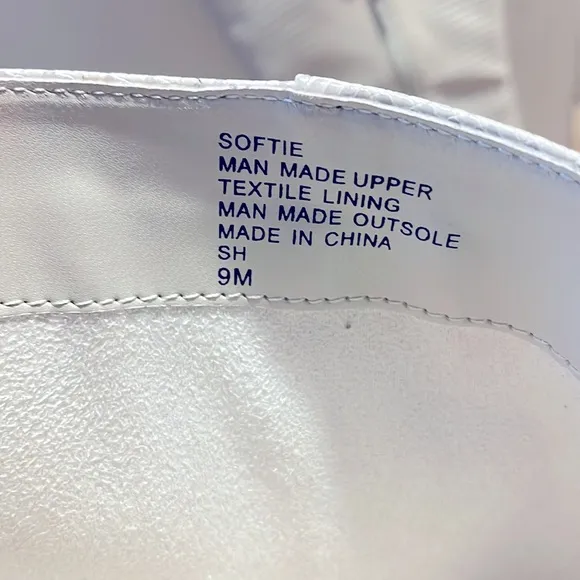 SOFTIE
MAN MADE UPPER
TEXTILE LINING
MAN MADE OUTSOLE
MADE IN CHINA
SH
9M